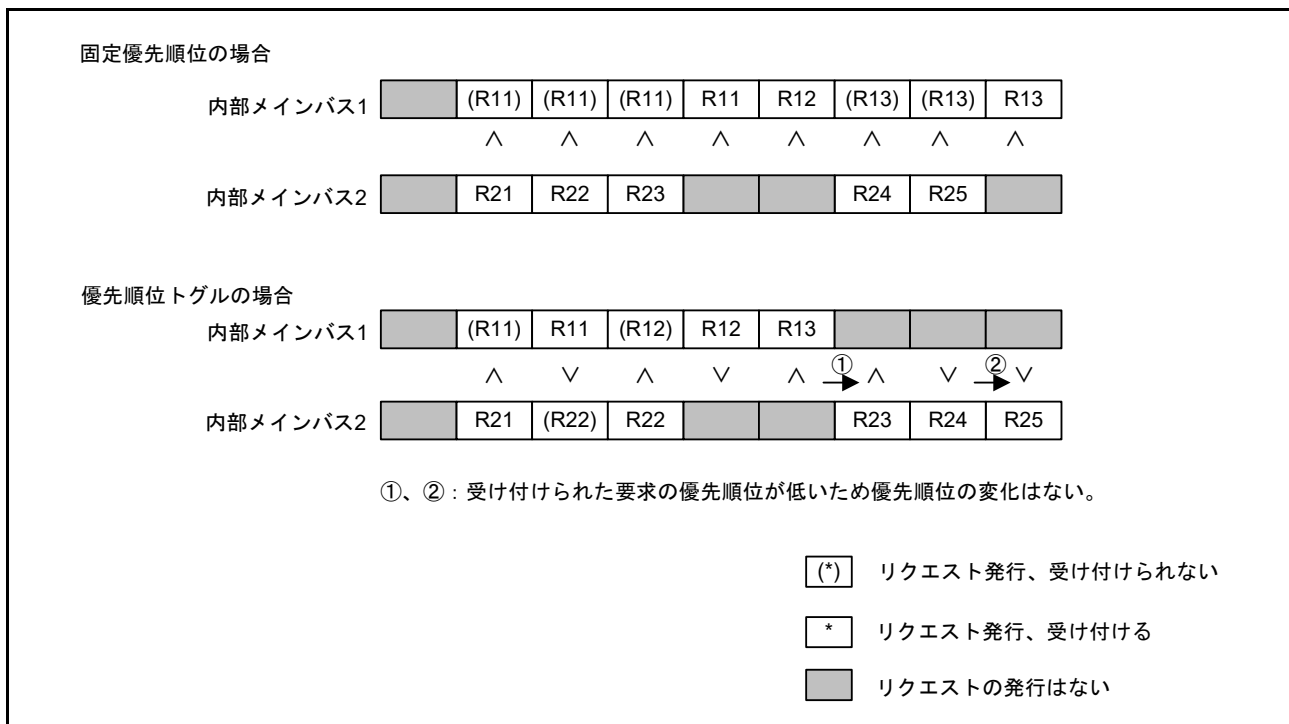 固定優先順位の場合
内部メインバス1 (R11) (R11) (R11) R11 R12 (R13) (R13) R13
∧ ∧ ∧ ∧ ∧ ∧ ∧ ∧
内部メインバス2 R21 R22 R23 R24 R25
優先順位トグルの場合
内部メインバス1 (R11) R11 (R12) R12 R13
∧ ∨ ∧ ∨ ∧ ① ∧ ∨ ② ∨
内部メインバス2 R21 (R22) R22 R23 R24 R25
①、②：受け付けられた要求の優先順位が低いため優先順位の変化はない。
(*) リクエスト発行、受け付けられない
* リクエスト発行、受け付ける
リクエストの発行はない